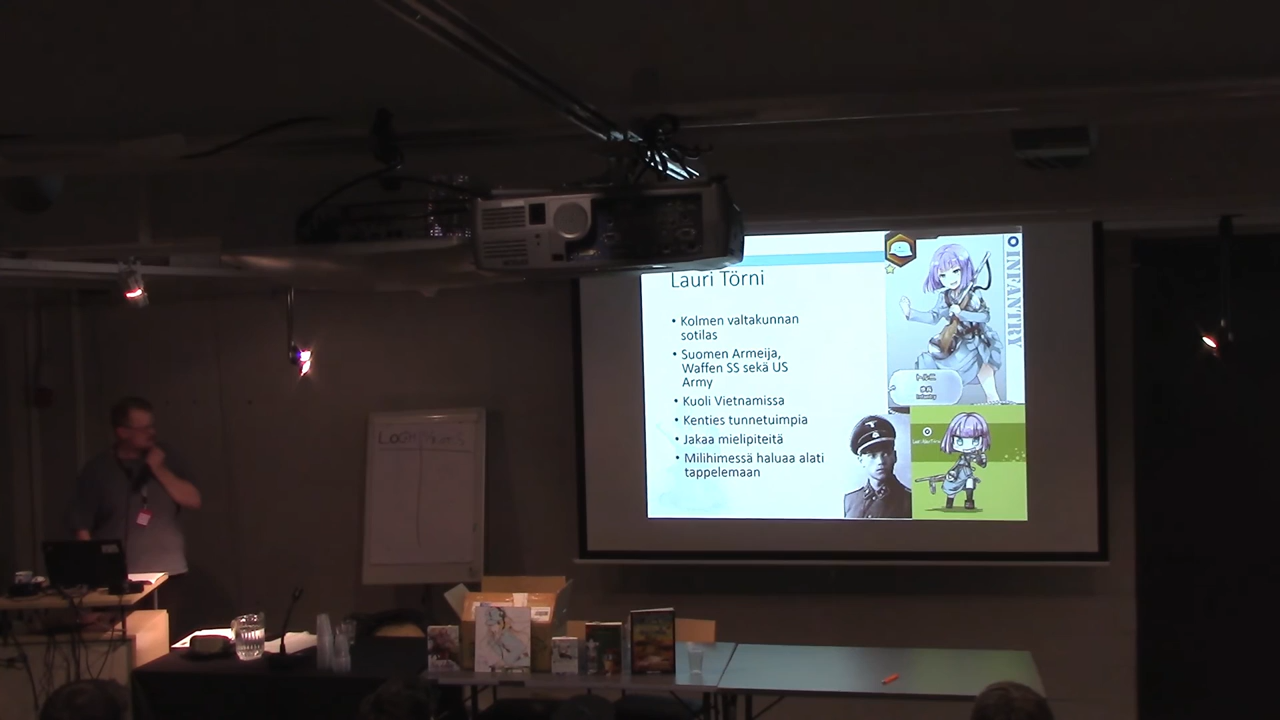 Lauri Törni
• Kolmen valtakunnan
sotilas
• Suomen Armeija,
Waffen SS sekä US
Army
• Kuoli Vietnamissa
• Kenties tunnetuimpia
• Jakaa mielipiteitä
• Milihimessä haluaa alati
tappelemaan
INFANTRY
Infantry